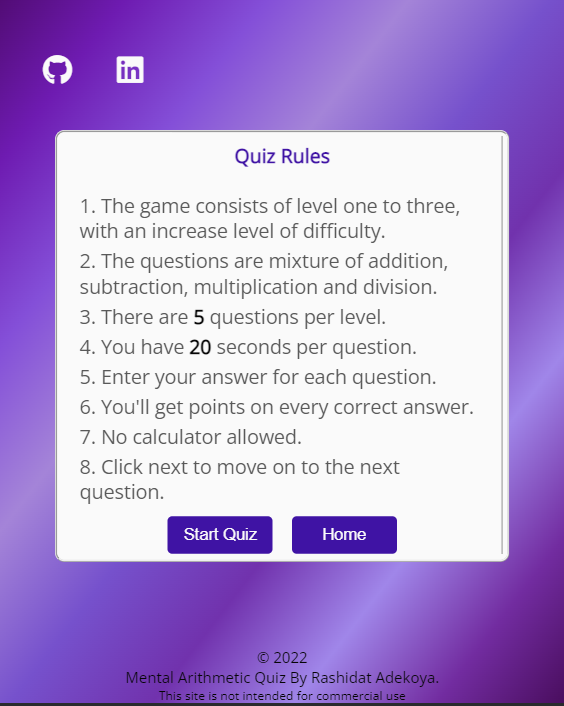 in
Quiz Rules
1. The game consists of level one to three,
with an increase level of difficulty.
2. The questions are mixture of addition,
subtraction, multiplication and division.
3. There are 5 questions per level.
4. You have 20 seconds per question.
5. Enter your answer for each question.
6. You'll get points on every correct answer.
7. No calculator allowed.
8. Click next to move on to the next
question.
Start Quiz Home
© 2022
Mental Arithmetic Quiz By Rashidat Adekoya.
This site is not intended for commercial use